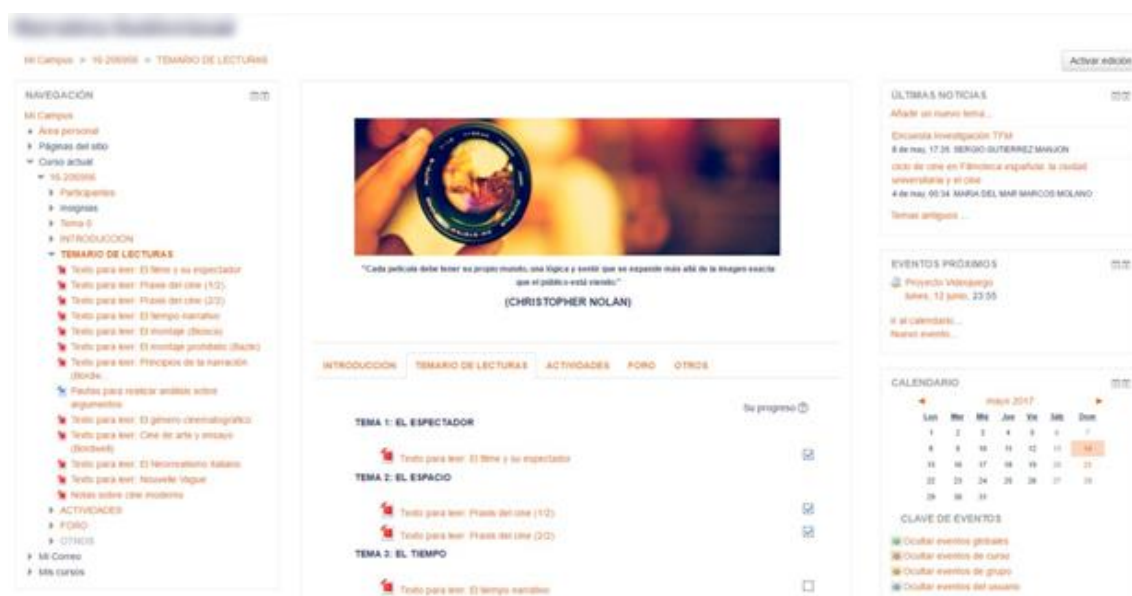 Mi Campus ► 16-206956 ► TEMARIO DE LECTURAS
Activar edición
NAVEGACIÓN
Mi Campus
Área personal
Páginas del sitio
Curso actual
16-206956
Participantes
Insignias
Tema 0
INTRODUCCIÓN
TEMARIO DE LECTURAS
Texto para leer: El filme y su espectador
Texto para leer: Praxis del cine (1/2)
Texto para leer: Praxis del cine (2/2)
Texto para leer: El tiempo narrativo
Texto para leer: El montaje
Texto para leer: El montaje prohibido (Bazin)
Texto para leer: Principios de la narración
(Bordw...
Pautas para realizar análisis sobre
argumentos
Texto para leer: El género cinematográfico
Texto para leer: Cine de arte y ensayo
(Bordwell)
Texto para leer: El Neorrealismo italiano
Texto para leer: Nouvelle Vague
Notas sobre cine moderno
ACTIVIDADES
FORO
OTROS
Mi Correo
Mis cursos
"Cada película debe tener su propio mundo, una lógica y sentir que se expande más allá de la imagen exacta
que el público está viendo."
(CHRISTOPHER NOLAN)
INTRODUCCIÓN TEMARIO DE LECTURAS ACTIVIDADES FORO OTROS
Su progreso
TEMA 1: EL ESPECTADOR
Texto para leer: El filme y su espectador
TEMA 2: EL ESPACIO
Texto para leer: Praxis del cine (1/2)
Texto para leer: Praxis del cine (2/2)
TEMA 3: EL TIEMPO
Texto para leer: El tiempo narrativo
ÚLTIMAS NOTICIAS
Añadir un nuevo tema...
Encuesta investigación TFM
8 de may, 17:35 SERGIO GUTIERREZ MANJON
ciclo de cine en Filmoteca española: la ciudad
universitaria y el cine
4 de may, 00:34 MARIA DEL MAR MARCOS MOLANO
Temas antiguos ...
EVENTOS PRÓXIMOS
Proyecto Videojuego
lunes, 12 junio, 23:55
Ir al calendario...
Nuevo evento...
CALENDARIO
◄ mayo 2017 ►
Lun Mar Mié Jue Vie Sáb Dom
1 2 3 4 5 6 7
8 9 10 11 12 13 14
15 16 17 18 19 20 21
22 23 24 25 26 27 28
29 30 31
CLAVE DE EVENTOS
Ocultar eventos globales
Ocultar eventos de curso
Ocultar eventos de grupo
Ocultar eventos del usuario